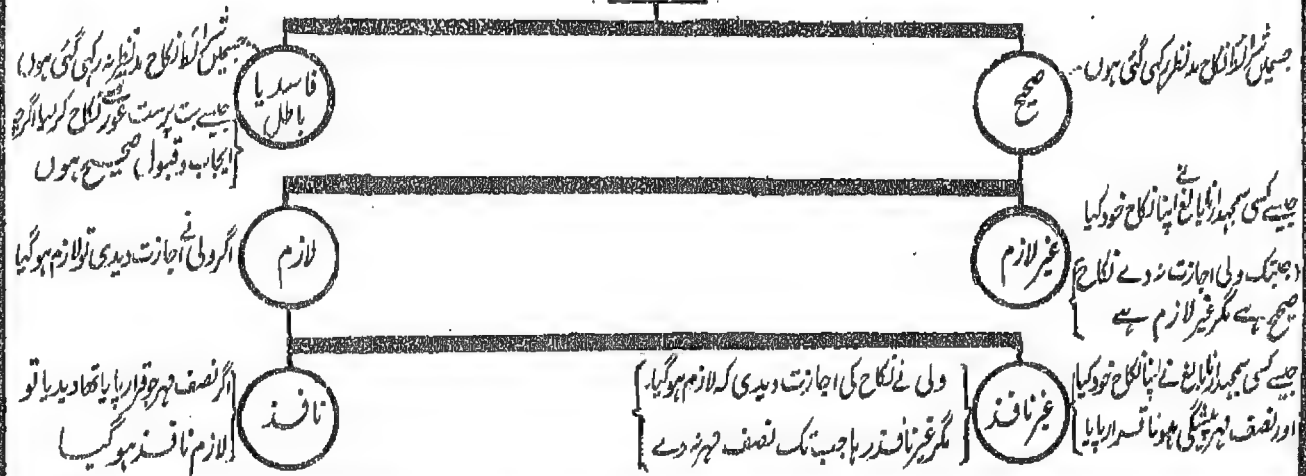 جسمیں شرائط نکاح مدنظر رکھی گئی ہوں
صحیح
فاسد یا
باطل
جسمیں شرائط نکاح مدنظر نہ رکھی گئی ہوں
جیسے بت پرست عورت سے نکاح کرلیا اگرچہ
ایجاب و قبول صحیح ہوں
جیسے کسی سمجھدار نابالغ نے اپنا نکاح خود کیا
(جبتک ولی اجازت نہ دے نکاح
صحیح ہے مگر غیر لازم ہے
غیر لازم
لازم
اگر ولی نے اجازت دیدی تو لازم ہوگیا
جیسے کسی سمجھدار نابالغ نے اپنا نکاح خود کیا
اور نصف مہر پیشگی ہونا قرار پایا
غیر نافذ
ولی نے نکاح کی اجازت دیدی کہ لازم ہوگیا
مگر غیر نافذ رہا جب تک نصف مہر نہ دے
نافذ
اگر نصف مہر جو قرار پایا تھا دیدیا تو
لازم نافذ ہو گیا